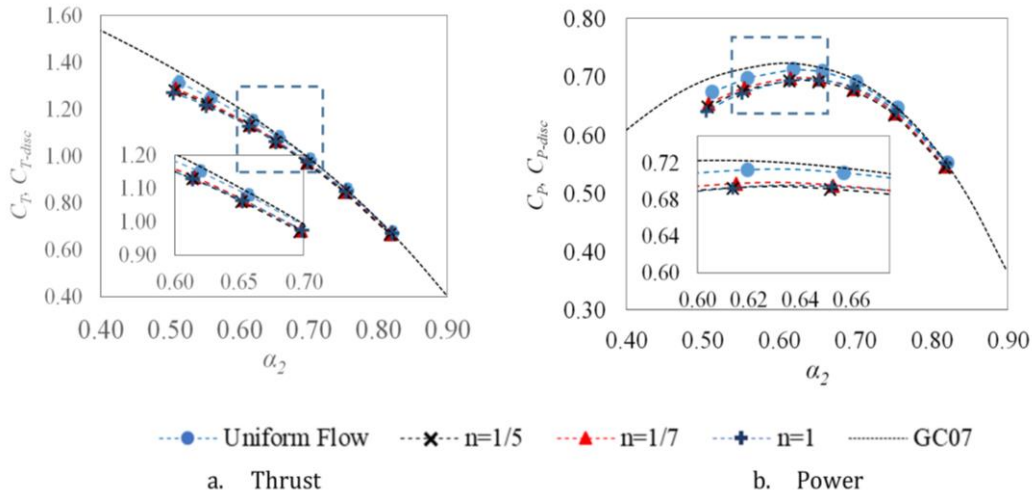 1.60
1.40
1.20
1.00
0.80
0.60
0.40
C_T, C_T-disc
1.20
1.10
1.00
0.90
0.60 0.65 0.70
0.40 0.50 0.60 0.70 0.80 0.90
α_2
0.80
0.70
0.60
0.50
0.40
0.30
C_P, C_P-disc
0.72
0.68
0.64
0.60
0.60 0.62 0.64 0.66
0.40 0.50 0.60 0.70 0.80 0.90
α_2
Uniform Flow n=1/5 n=1/7 n=1 GC07
a. Thrust b. Power